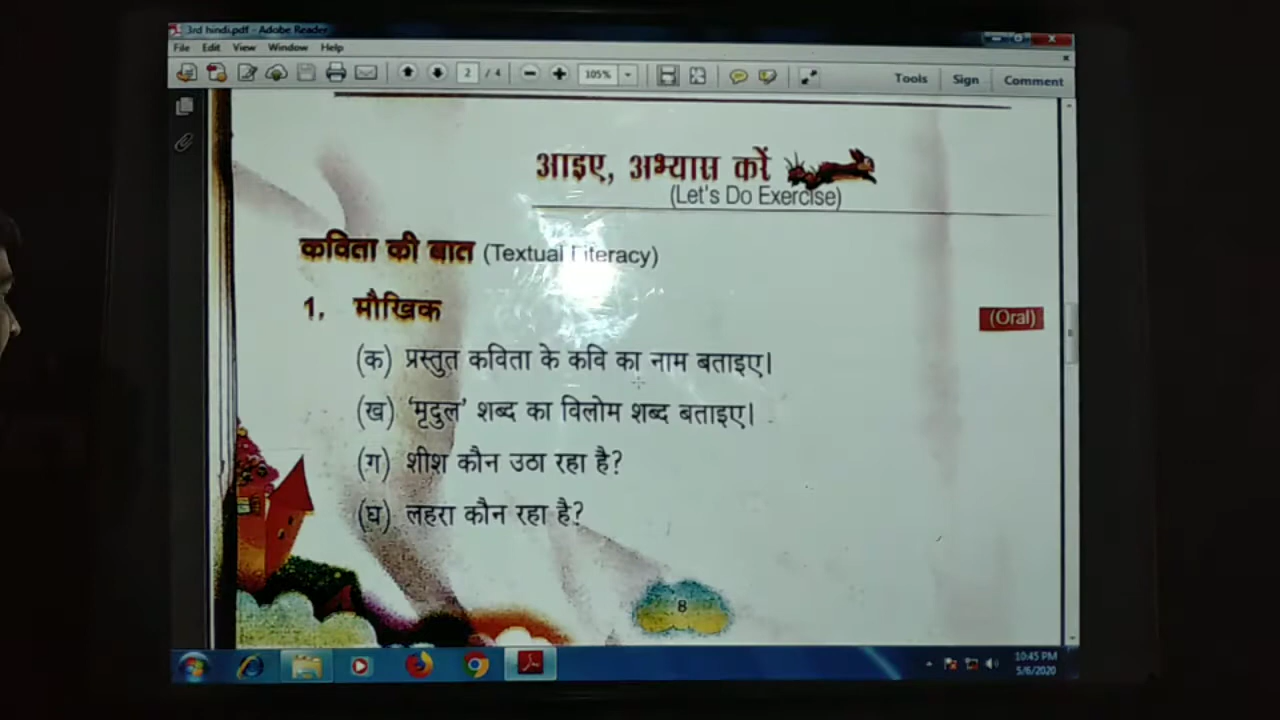 3rd hindi.pdf - Adobe Reader
File Edit View Window Help
2 / 4 105% Tools Sign Comment
आइए, अभ्यास करें
(Let's Do Exercise)
कविता की बात (Textual Literacy)
1. मौखिक (Oral)
(क) प्रस्तुत कविता के कवि का नाम बताइए।
(ख) 'मृदुल' शब्द का विलोम शब्द बताइए।
(ग) शीश कौन उठा रहा है?
(घ) लहरा कौन रहा है?
8
10:45 PM
5/6/2020